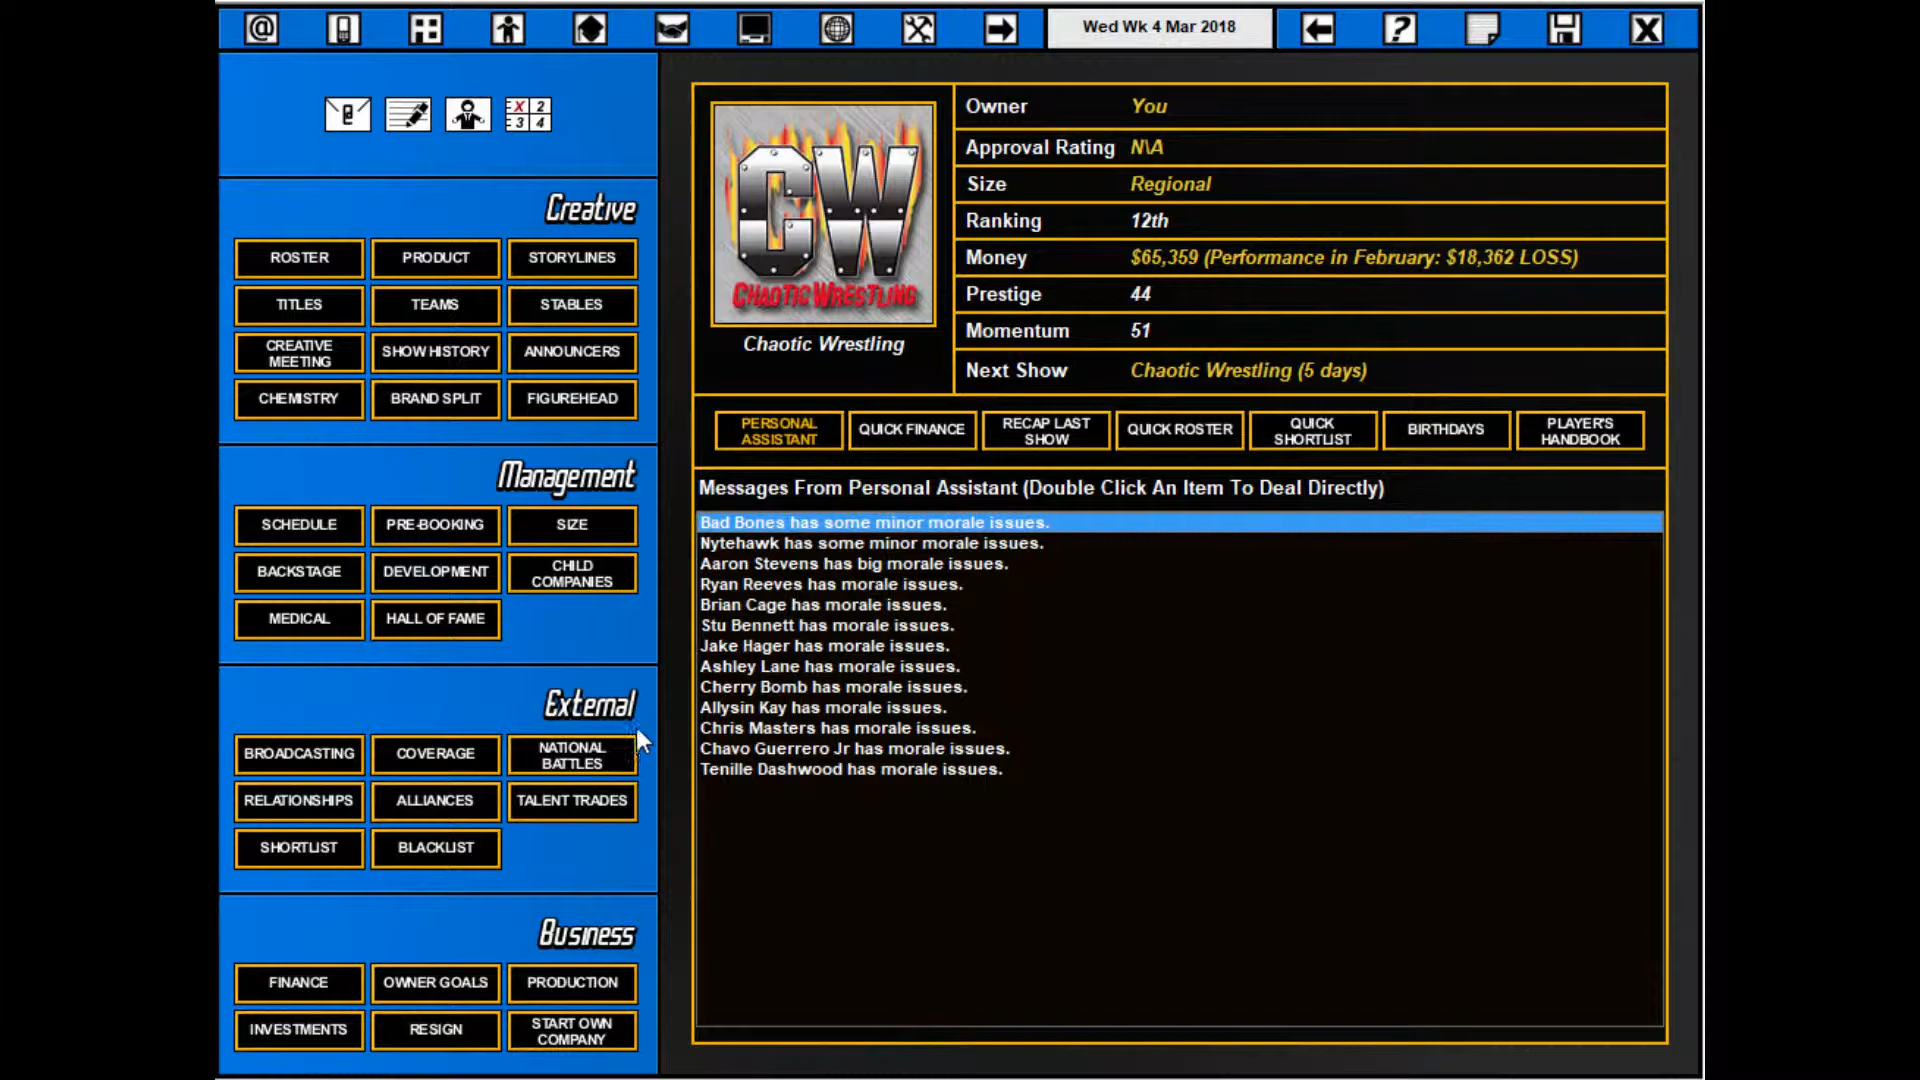 Wed Wk 4 Mar 2018
X 2
3 4
Creative
ROSTER
PRODUCT
STORYLINES
TITLES
TEAMS
STABLES
CREATIVE
MEETING
SHOW HISTORY
ANNOUNCERS
CHEMISTRY
BRAND SPLIT
FIGUREHEAD
Management
SCHEDULE
PRE-BOOKING
SIZE
BACKSTAGE
DEVELOPMENT
CHILD
COMPANIES
MEDICAL
HALL OF FAME
External
BROADCASTING
COVERAGE
NATIONAL
BATTLES
RELATIONSHIPS
ALLIANCES
TALENT TRADES
SHORTLIST
BLACKLIST
Business
FINANCE
OWNER GOALS
PRODUCTION
INVESTMENTS
RESIGN
START OWN
COMPANY
CW
CHAOTIC WRESTLING
Chaotic Wrestling
Owner You
Approval Rating N\A
Size Regional
Ranking 12th
Money $65,359 (Performance in February: $18,362 LOSS)
Prestige 44
Momentum 51
Next Show Chaotic Wrestling (5 days)
PERSONAL
ASSISTANT
QUICK FINANCE
RECAP LAST
SHOW
QUICK ROSTER
QUICK
SHORTLIST
BIRTHDAYS
PLAYER'S
HANDBOOK
Messages From Personal Assistant (Double Click An Item To Deal Directly)
Bad Bones has some minor morale issues.
Nytehawk has some minor morale issues.
Aaron Stevens has big morale issues.
Ryan Reeves has morale issues.
Brian Cage has morale issues.
Stu Bennett has morale issues.
Jake Hager has morale issues.
Ashley Lane has morale issues.
Cherry Bomb has morale issues.
Allysin Kay has morale issues.
Chris Masters has morale issues.
Chavo Guerrero Jr has morale issues.
Tenille Dashwood has morale issues.